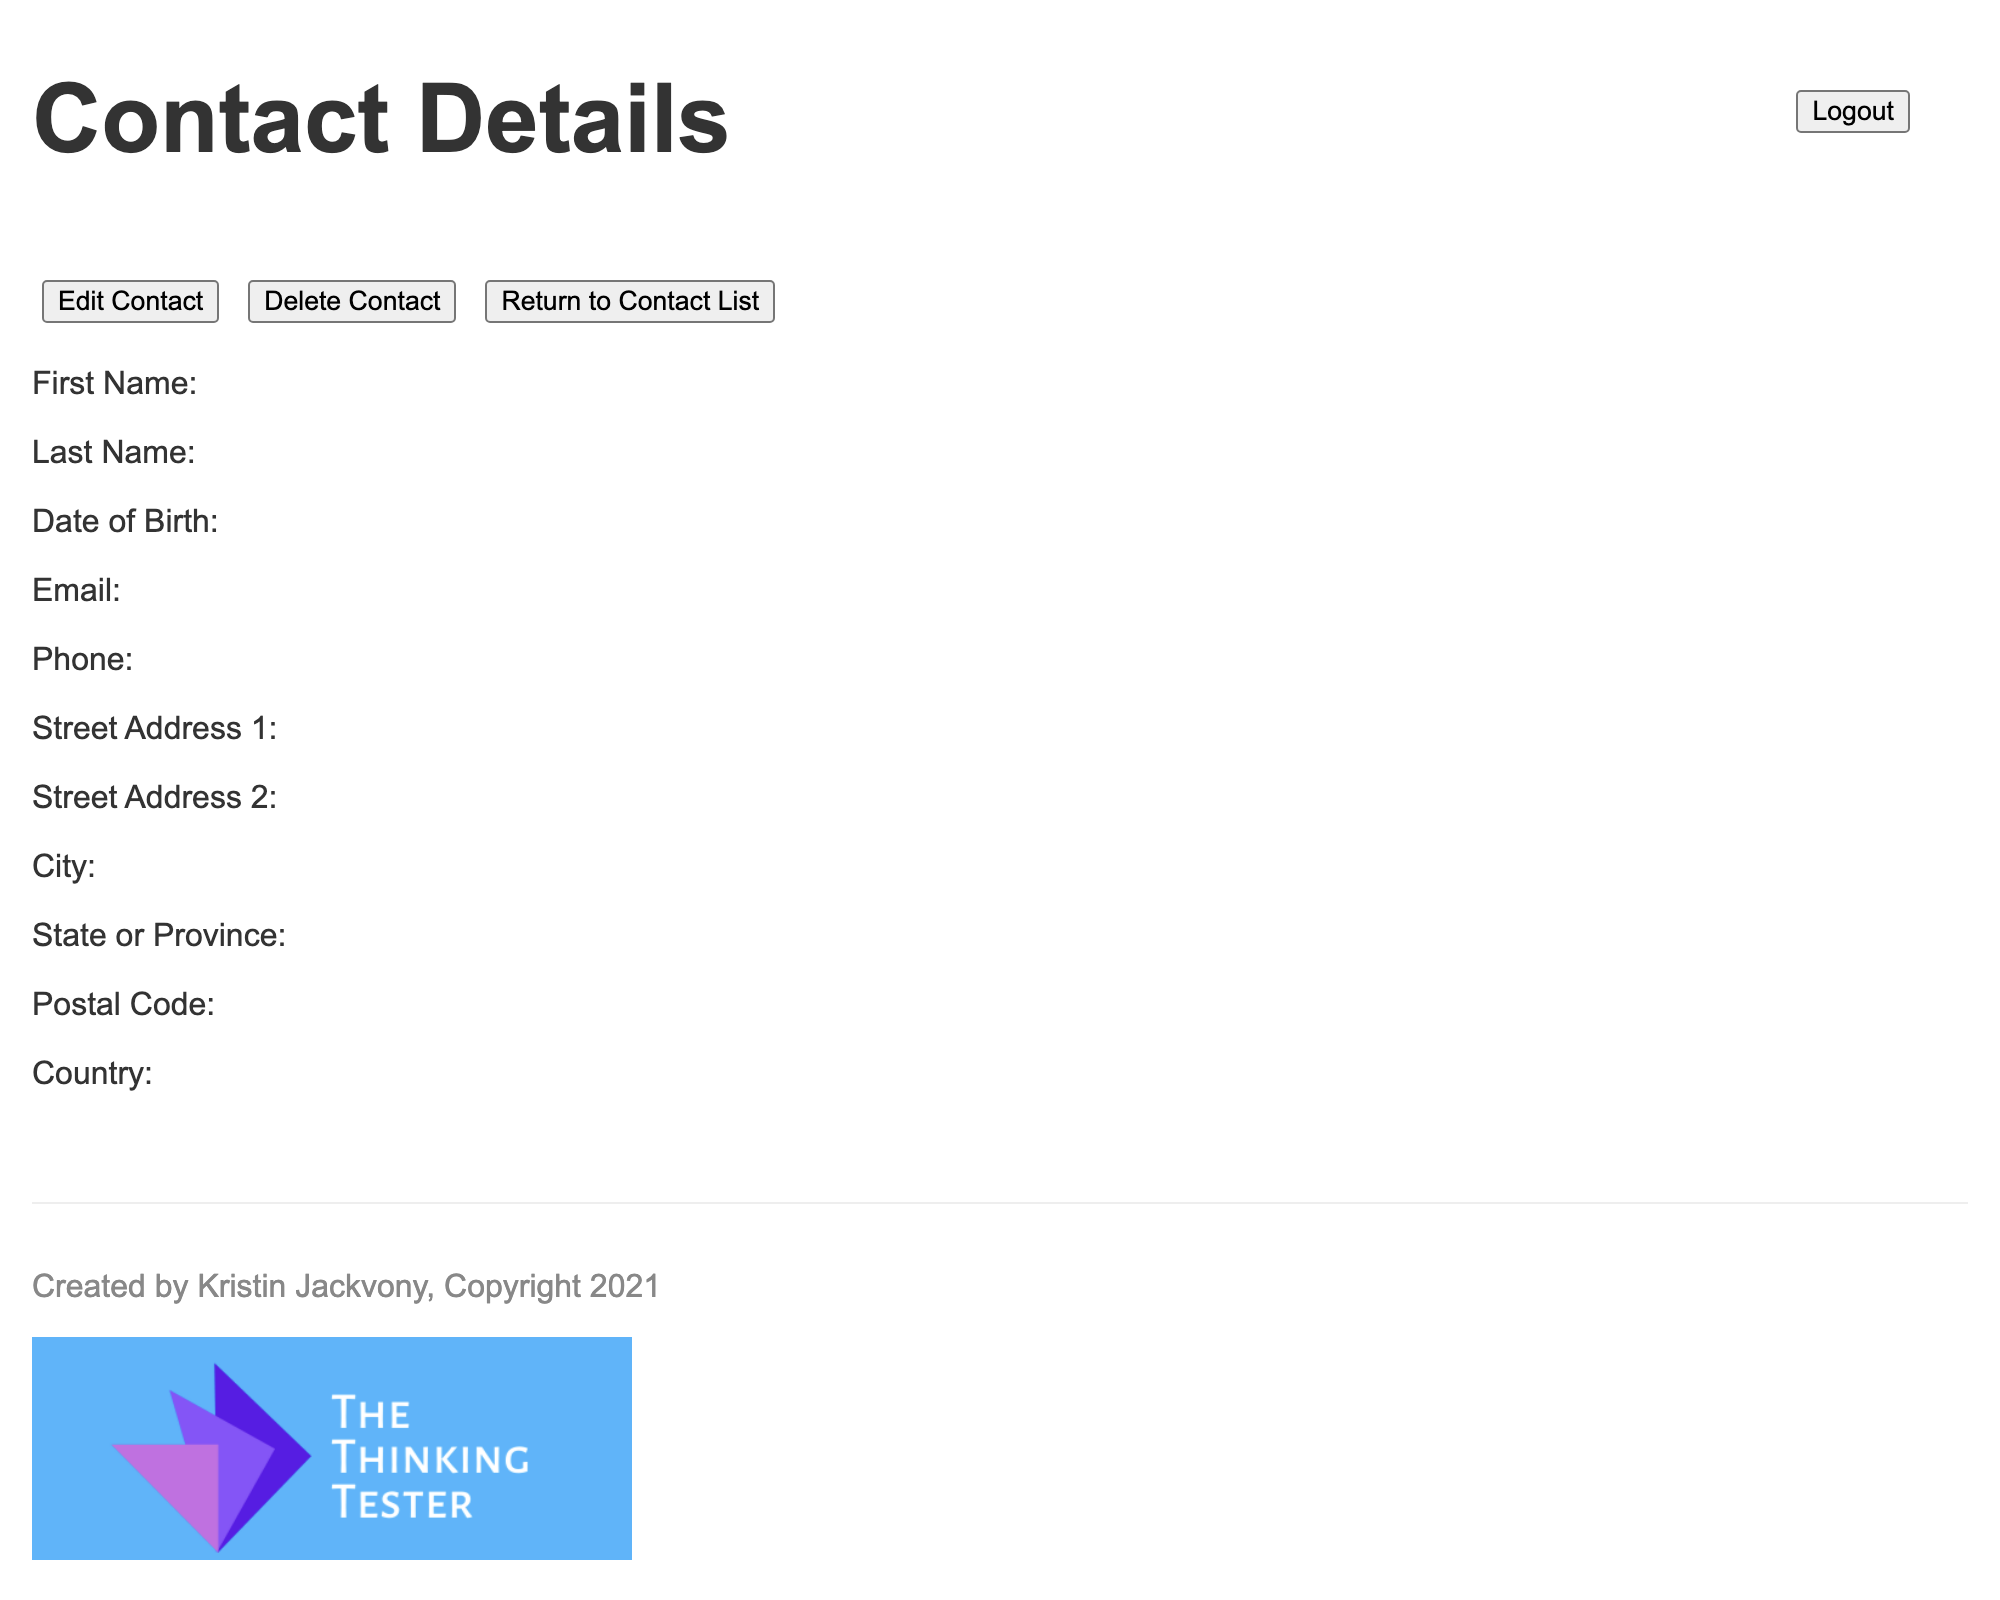 Contact Details
Logout
Edit Contact Delete Contact Return to Contact List
First Name:
Last Name:
Date of Birth:
Email:
Phone:
Street Address 1:
Street Address 2:
City:
State or Province:
Postal Code:
Country:
Created by Kristin Jackvony, Copyright 2021
THE
THINKING
TESTER